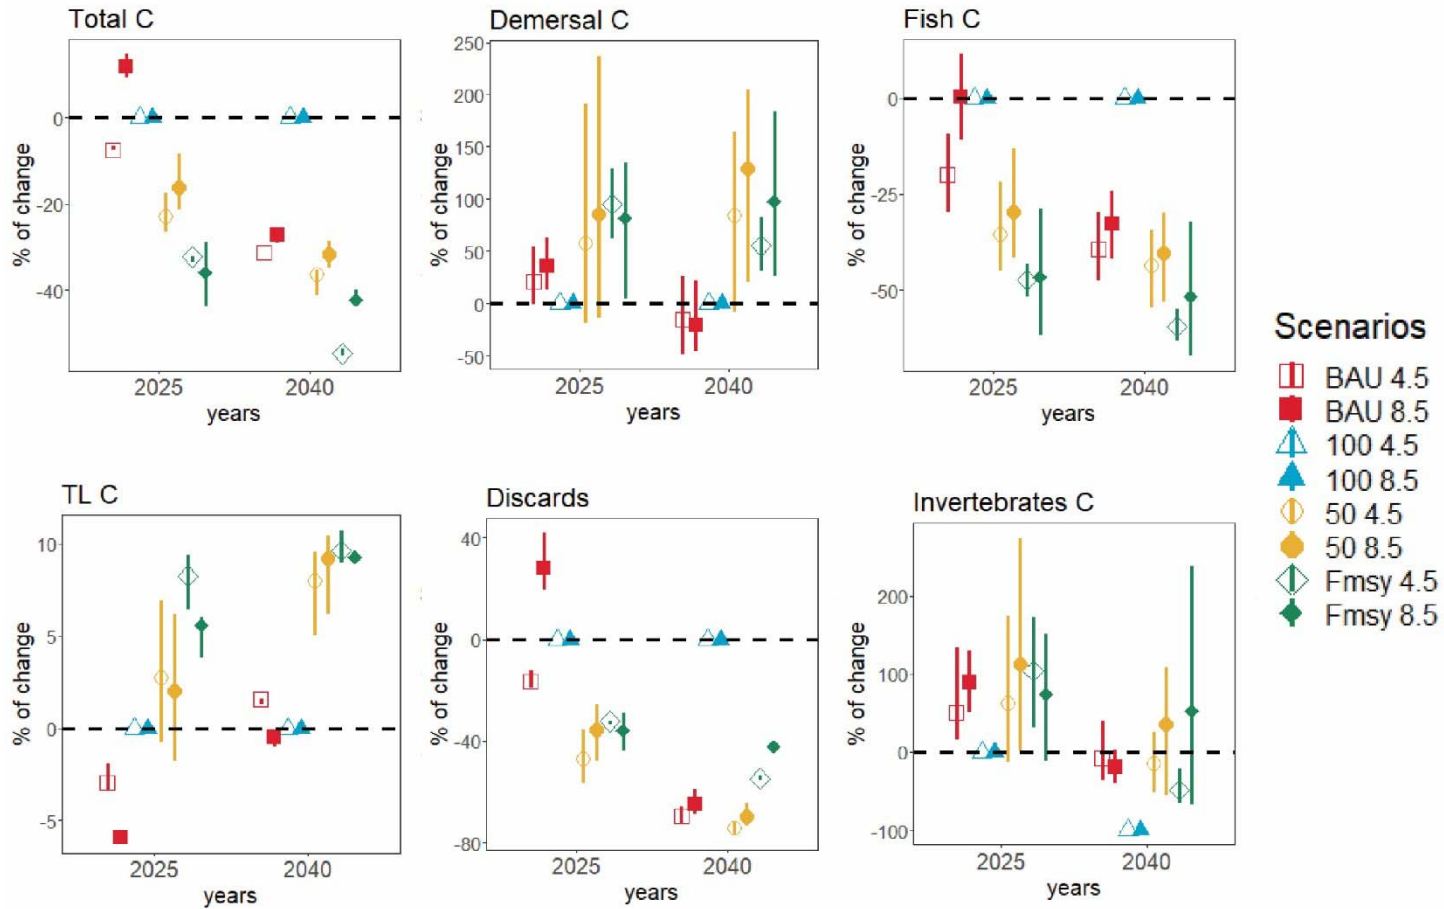 Total C
% of change
0
-20
-40
2025
2040
years
Demersal C
% of change
250
200
150
100
50
0
-50
2025
2040
years
Fish C
% of change
0
-25
-50
2025
2040
years
TL C
% of change
10
5
0
-5
2025
2040
years
Discards
% of change
40
0
-40
-80
2025
2040
years
Invertebrates C
% of change
200
100
0
-100
2025
2040
years
Scenarios
BAU 4.5
BAU 8.5
100 4.5
100 8.5
50 4.5
50 8.5
Fmsy 4.5
Fmsy 8.5